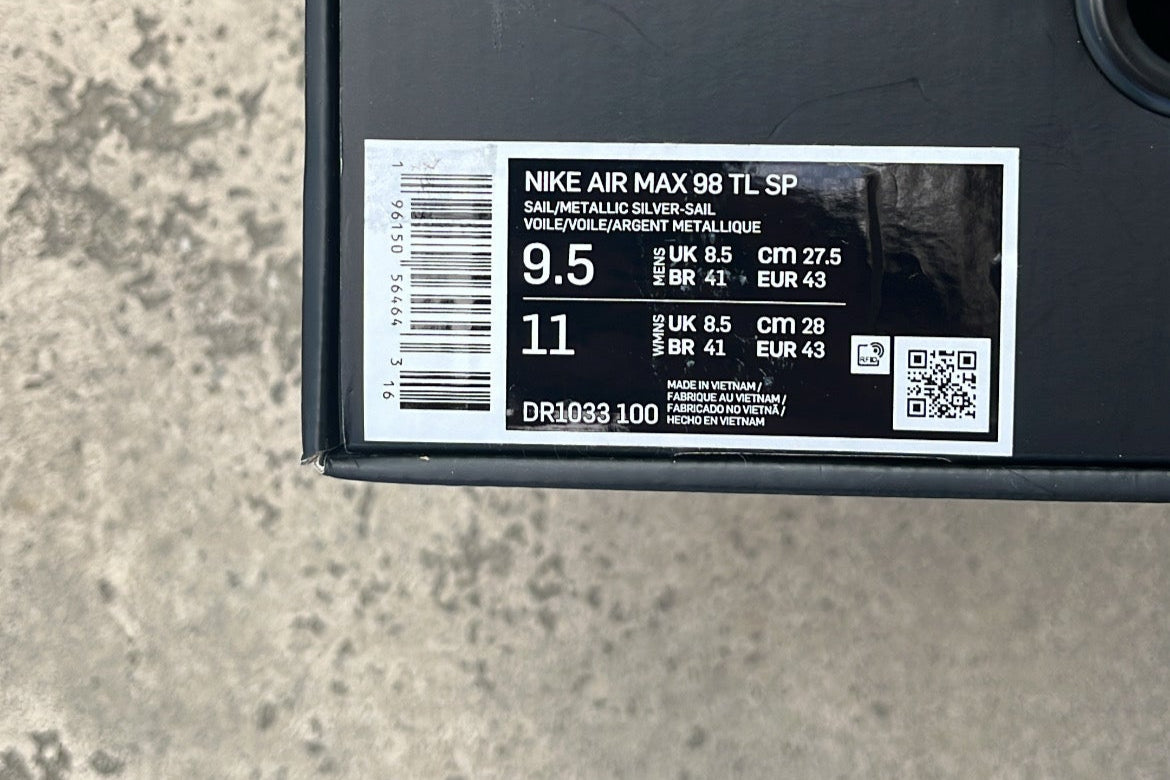 1 96150 56464 3 16
NIKE AIR MAX 98 TL SP
SAIL/METALLIC SILVER-SAIL
VOILE/VOILE/ARGENT METALLIQUE
9.5 MENS UK 8.5 cm 27.5
BR 41 EUR 43
11 WMNS UK 8.5 cm 28
BR 41 EUR 43
RFID
MADE IN VIETNAM /
FABRIQUE AU VIETNAM /
FABRICADO NO VIETNÃ /
HECHO EN VIETNAM
DR1033 100